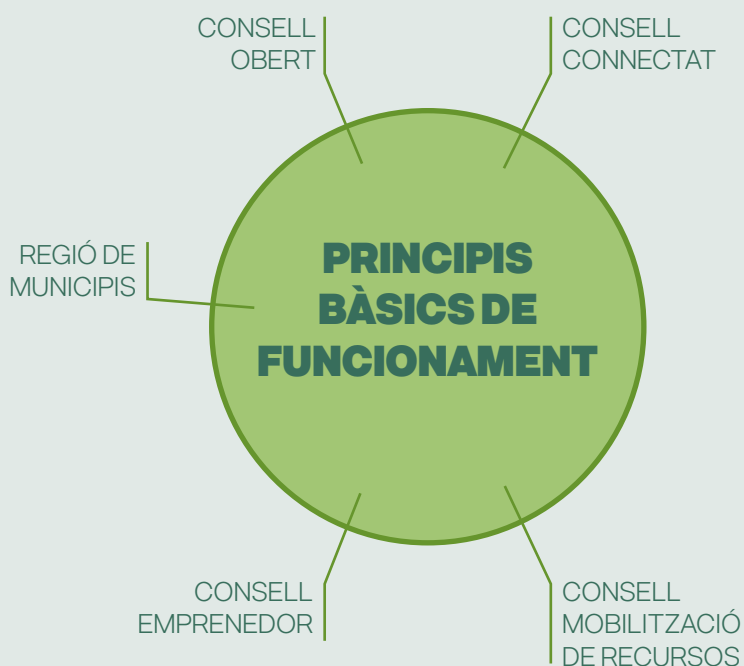 CONSELL
OBERT
CONSELL
CONNECTAT
REGIÓ DE
MUNICIPIS
PRINCIPIS
BÀSICS DE
FUNCIONAMENT
CONSELL
EMPRENEDOR
CONSELL
MOBILITZACIÓ
DE RECURSOS